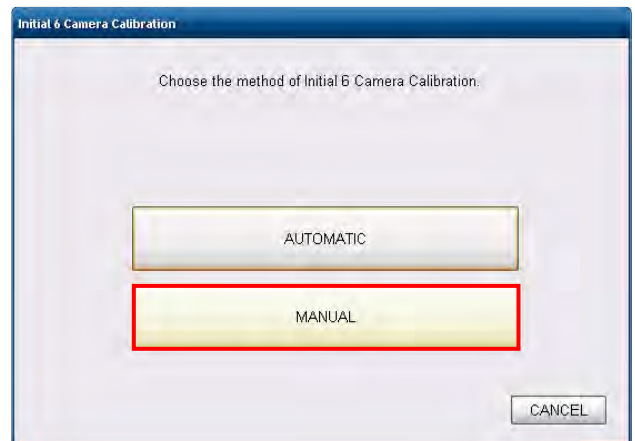 Initial 6 Camera Calibration
Choose the method of Initial 6 Camera Calibration.
AUTOMATIC
MANUAL
CANCEL